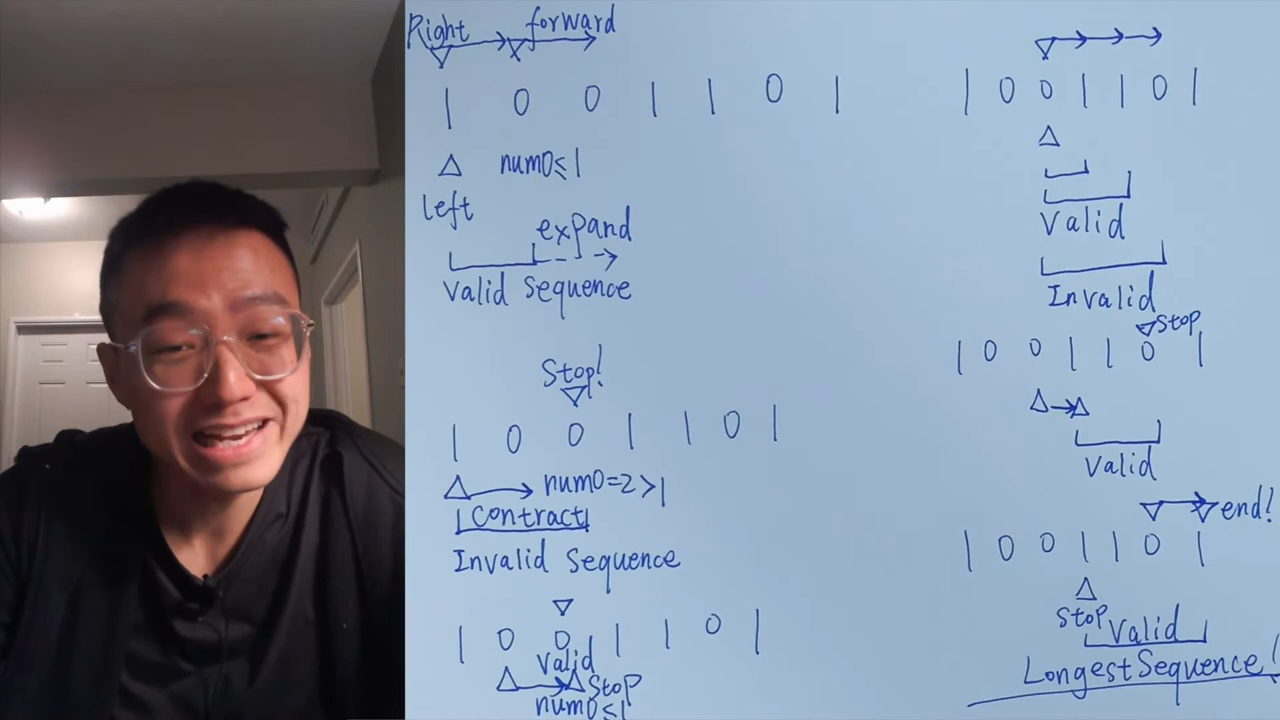 Right forward
1 0 0 1 1 0 1
num0≤1
left
expand
Valid Sequence
Stop!
1 0 0 1 1 0 1
num0=2>1
Contract
Invalid Sequence
1 0 0 1 1 0 1
Valid
Stop
num0≤1
1 0 0 1 1 0 1
Valid
Invalid
Stop
1 0 0 1 1 0 1
Valid
end!
1 0 0 1 1 0 1
Stop Valid
Longest Sequence!